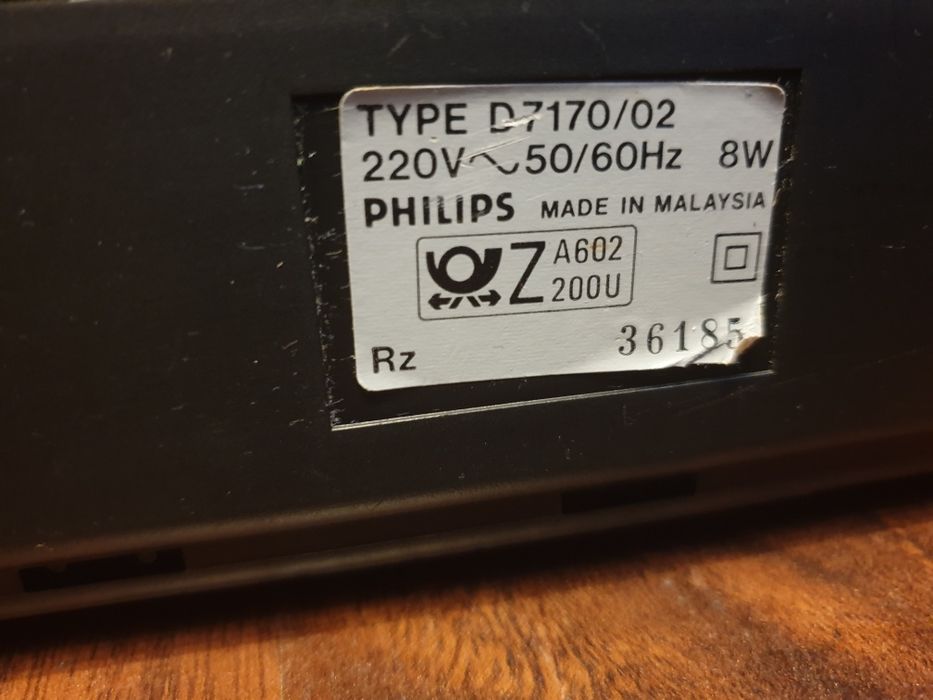 TYPE D7170/02
220V~50/60Hz 8W
PHILIPS MADE IN MALAYSIA
Z A602
200U
Rz 36185